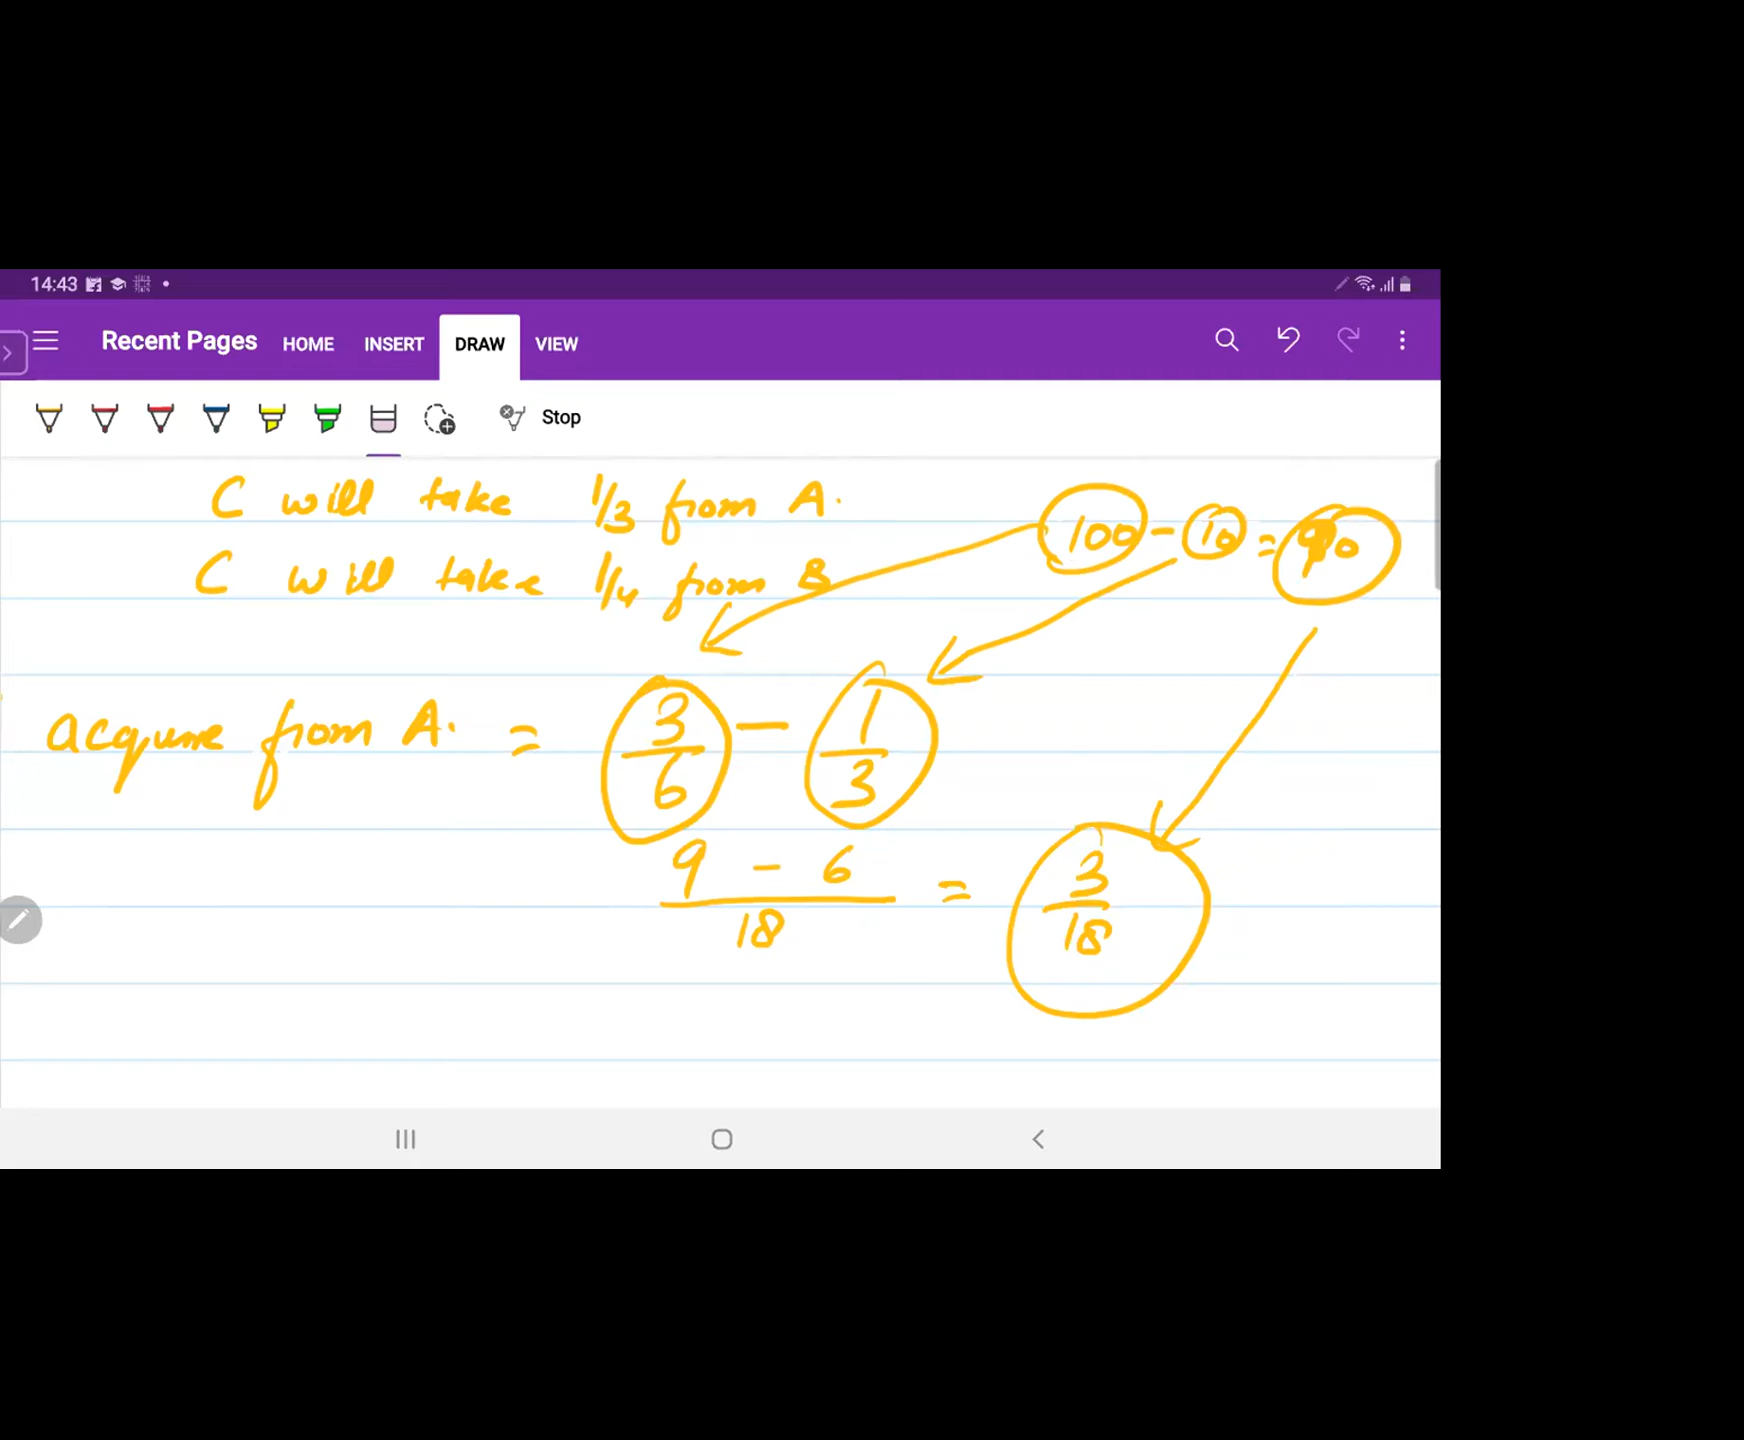 14:43
Recent Pages HOME INSERT DRAW VIEW
Stop
C will take 1/3 from A.
100 - 10 = 90
C will take 1/4 from B
acqure from A. = 3/6 - 1/3
9 - 6 / 18 = 3/18